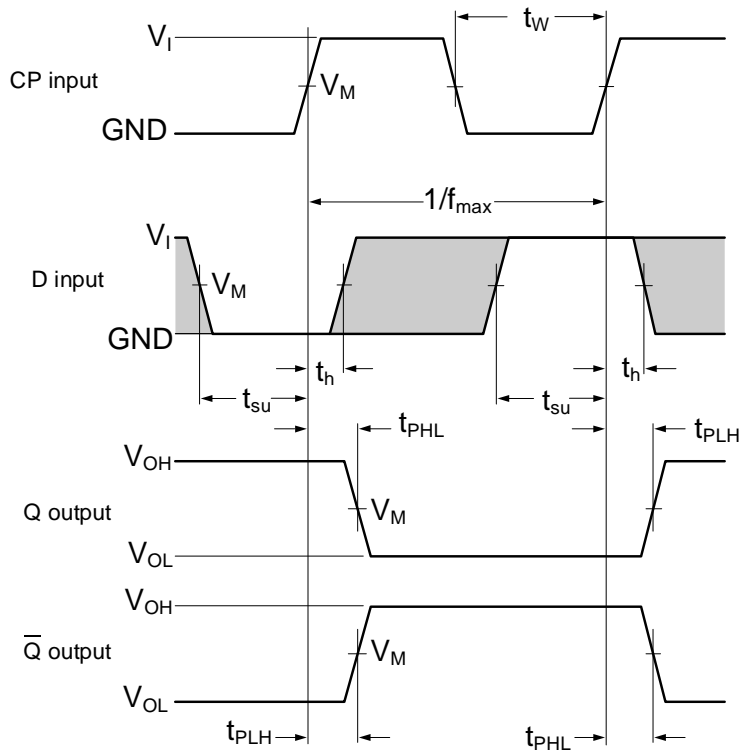 t_W
V_I
CP input
V_M
GND
1/f_max
V_I
D input
V_M
GND
t_h
t_h
t_su
t_su
t_PHL
t_PLH
V_OH
Q output
V_M
V_OL
V_OH
Q̅ output
V_M
V_OL
t_PLH
t_PHL